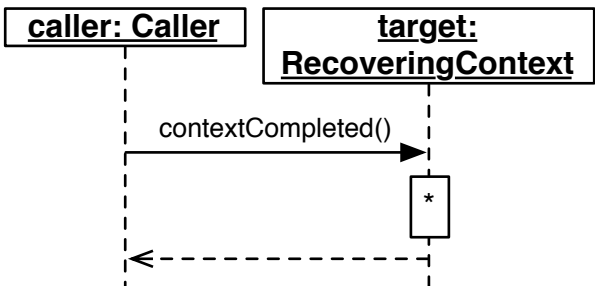 caller: Caller
target:
RecoveringContext
contextCompleted()
*